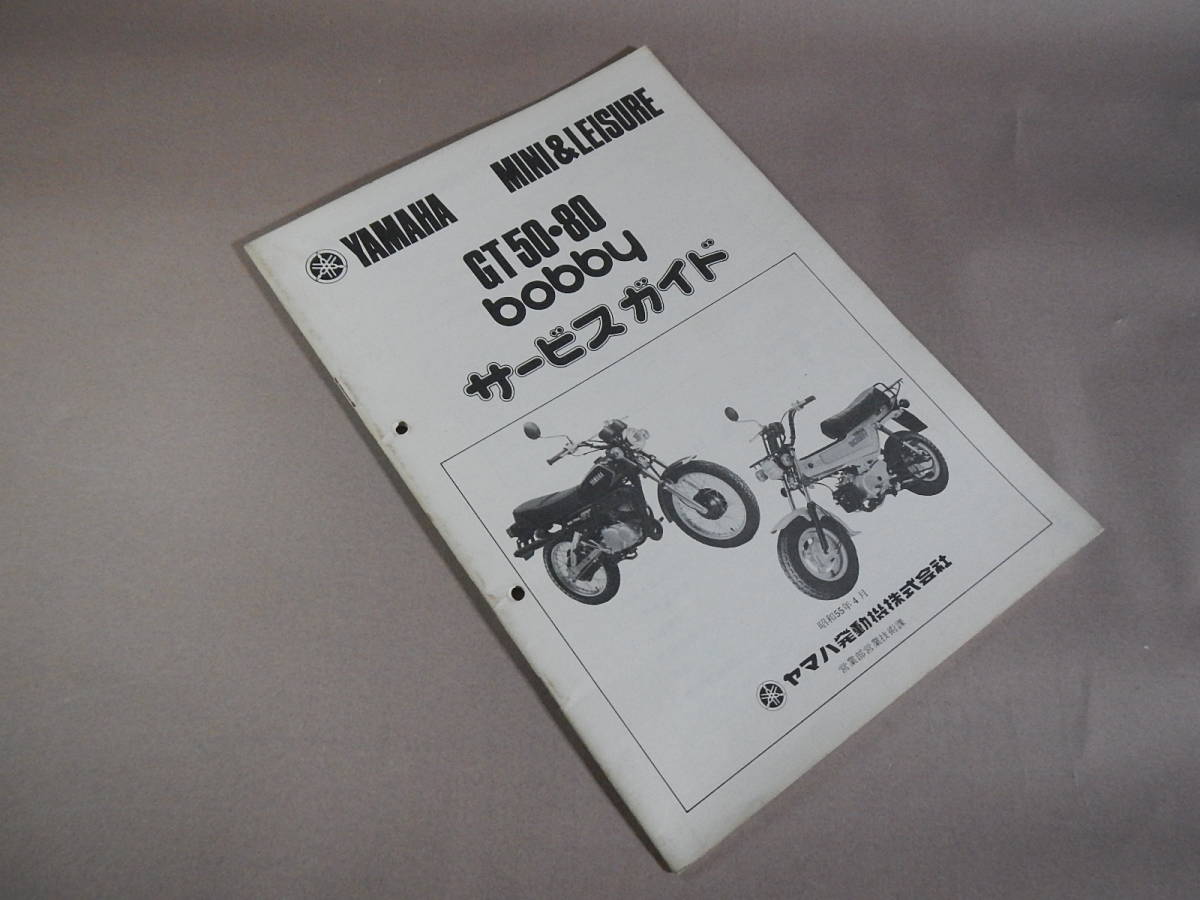 YAMAHA MINI&LEISURE
GT50・80
bobby
サービスガイド
昭和55年4月
ヤマハ発動機株式会社
営業部営業技術課